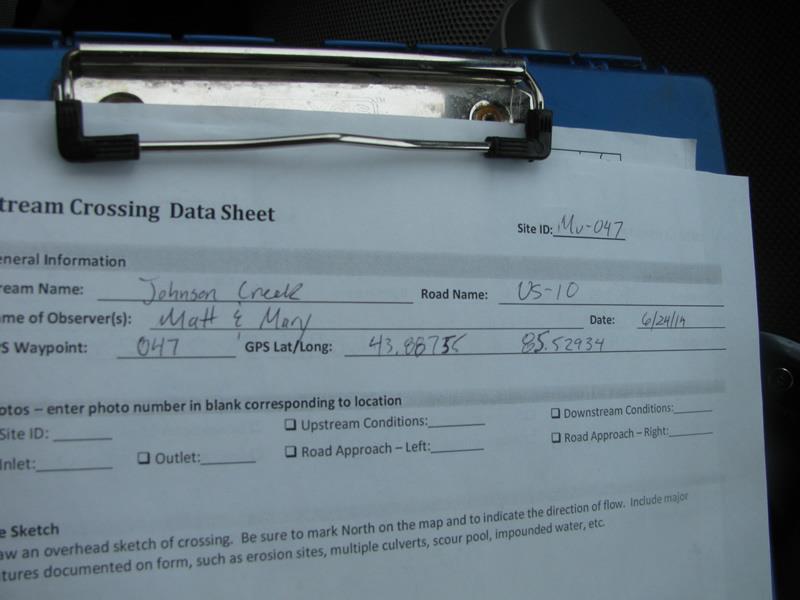 tream Crossing Data Sheet
Site ID: Mu-047
eneral Information
ream Name: Johnson Creek Road Name: US-10
me of Observer(s): Matt & Mary Date: 6/24/14
S Waypoint: 047 GPS Lat/Long: 43.88756 85.52934
otos – enter photo number in blank corresponding to location
Site ID: ☐ Upstream Conditions: ☐ Downstream Conditions:
Inlet: ☐ Outlet: ☐ Road Approach – Left: ☐ Road Approach – Right:
e Sketch
aw an overhead sketch of crossing. Be sure to mark North on the map and to indicate the direction of flow. Include major
tures documented on form, such as erosion sites, multiple culverts, scour pool, impounded water, etc.